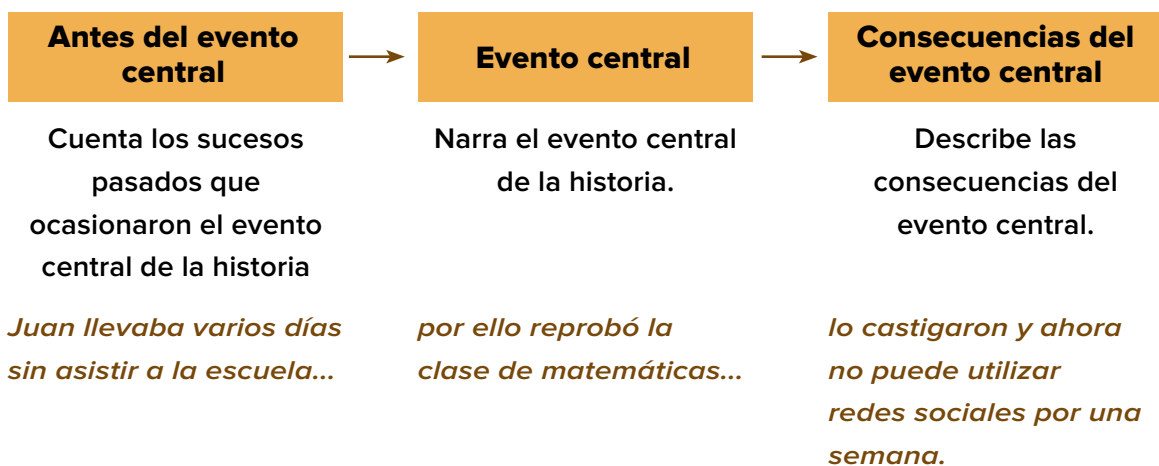 Antes del evento
central
Cuenta los sucesos
pasados que
ocasionaron el evento
central de la historia
Juan llevaba varios días
sin asistir a la escuela...
Evento central
Narra el evento central
de la historia.
por ello reprobó la
clase de matemáticas...
Consecuencias del
evento central
Describe las
consecuencias del
evento central.
lo castigaron y ahora
no puede utilizar
redes sociales por una
semana.